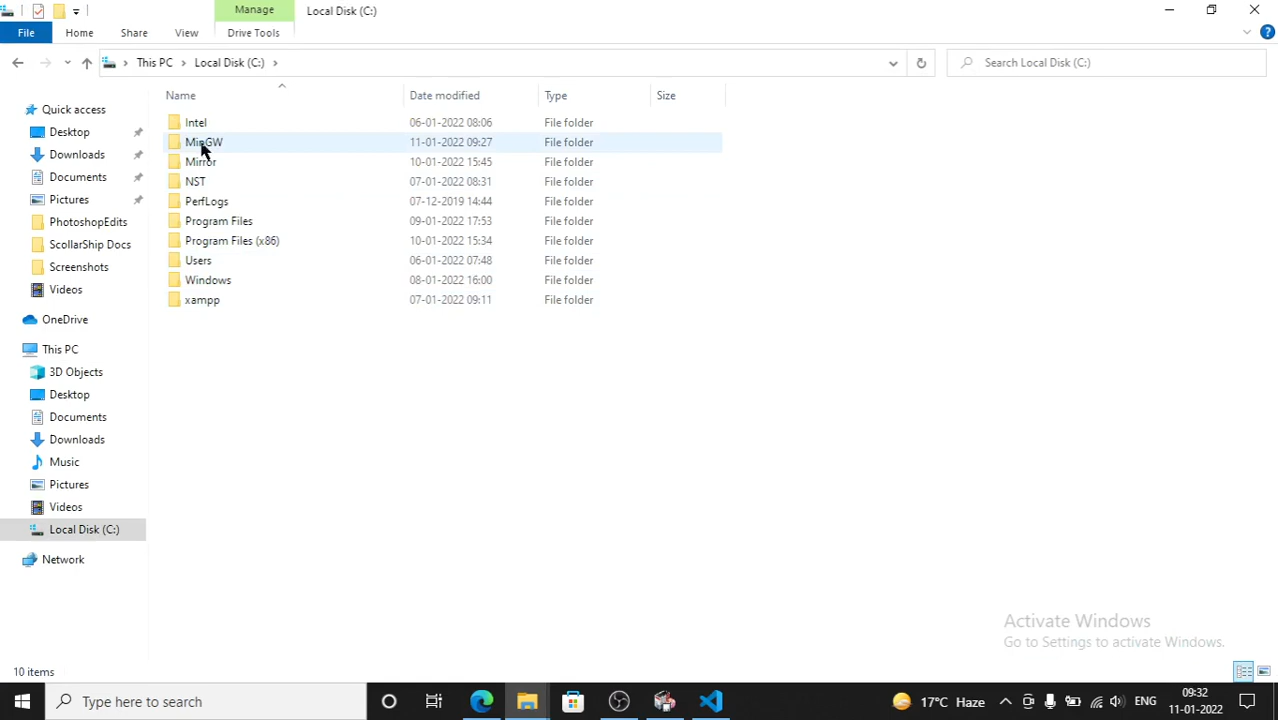 Manage
Local Disk (C:)
File
Home
Share
View
Drive Tools
This PC
Local Disk (C:)
Search Local Disk (C:)
Name
Date modified
Type
Size
Quick access
Desktop
Downloads
Documents
Pictures
PhotoshopEdits
ScollarShip Docs
Screenshots
Videos
OneDrive
This PC
3D Objects
Desktop
Documents
Downloads
Music
Pictures
Videos
Local Disk (C:)
Network
Intel 06-01-2022 08:06 File folder
MinGW 11-01-2022 09:27 File folder
Mirror 10-01-2022 15:45 File folder
NST 07-01-2022 08:31 File folder
PerfLogs 07-12-2019 14:44 File folder
Program Files 09-01-2022 17:53 File folder
Program Files (x86) 10-01-2022 15:34 File folder
Users 06-01-2022 07:48 File folder
Windows 08-01-2022 16:00 File folder
xampp 07-01-2022 09:11 File folder
Activate Windows
Go to Settings to activate Windows.
10 items
Type here to search
17°C Haze
ENG
09:32
11-01-2022